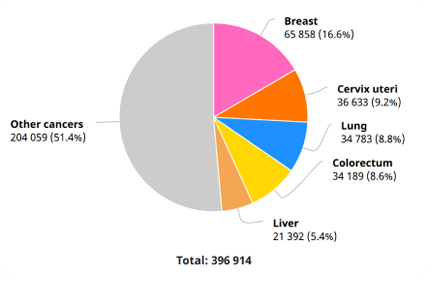 Breast
65 858 (16.6%)
Cervix uteri
36 633 (9.2%)
Lung
34 783 (8.8%)
Colorectum
34 189 (8.6%)
Liver
21 392 (5.4%)
Other cancers
204 059 (51.4%)
Total: 396 914